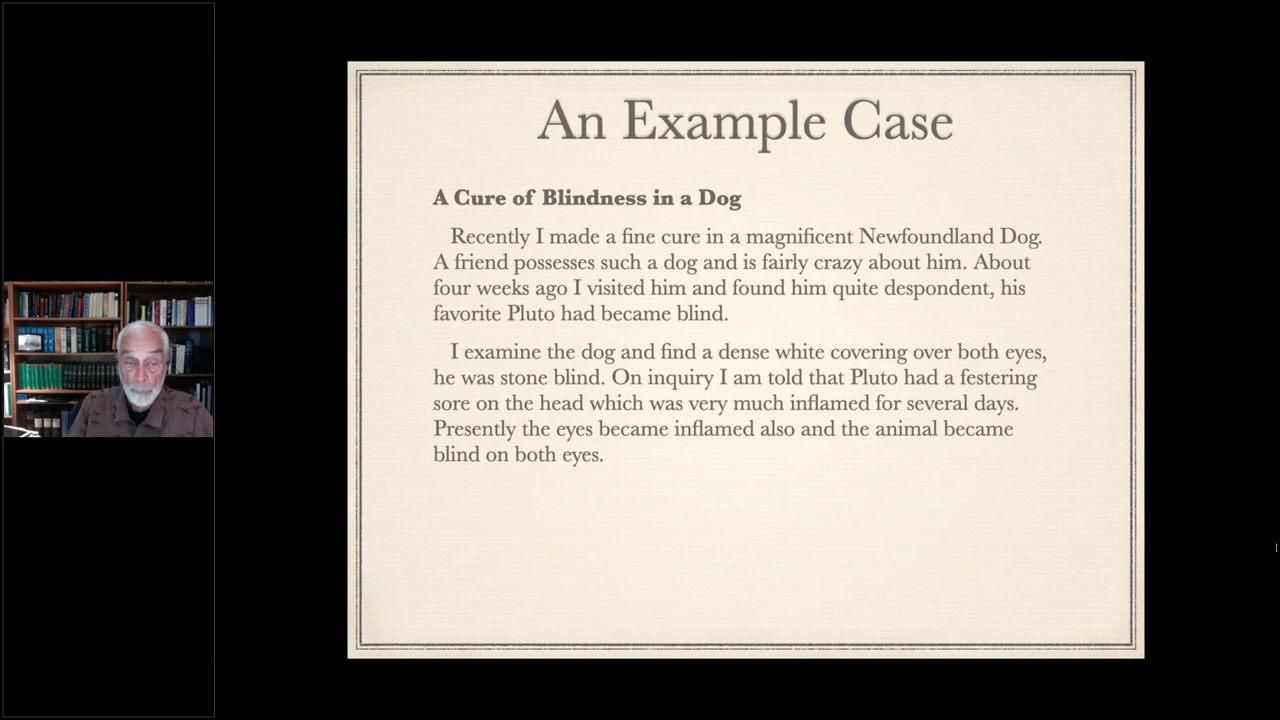 An Example Case
A Cure of Blindness in a Dog
Recently I made a fine cure in a magnificent Newfoundland Dog.
A friend possesses such a dog and is fairly crazy about him. About
four weeks ago I visited him and found him quite despondent, his
favorite Pluto had became blind.
I examine the dog and find a dense white covering over both eyes,
he was stone blind. On inquiry I am told that Pluto had a festering
sore on the head which was very much inflamed for several days.
Presently the eyes became inflamed also and the animal became
blind on both eyes.